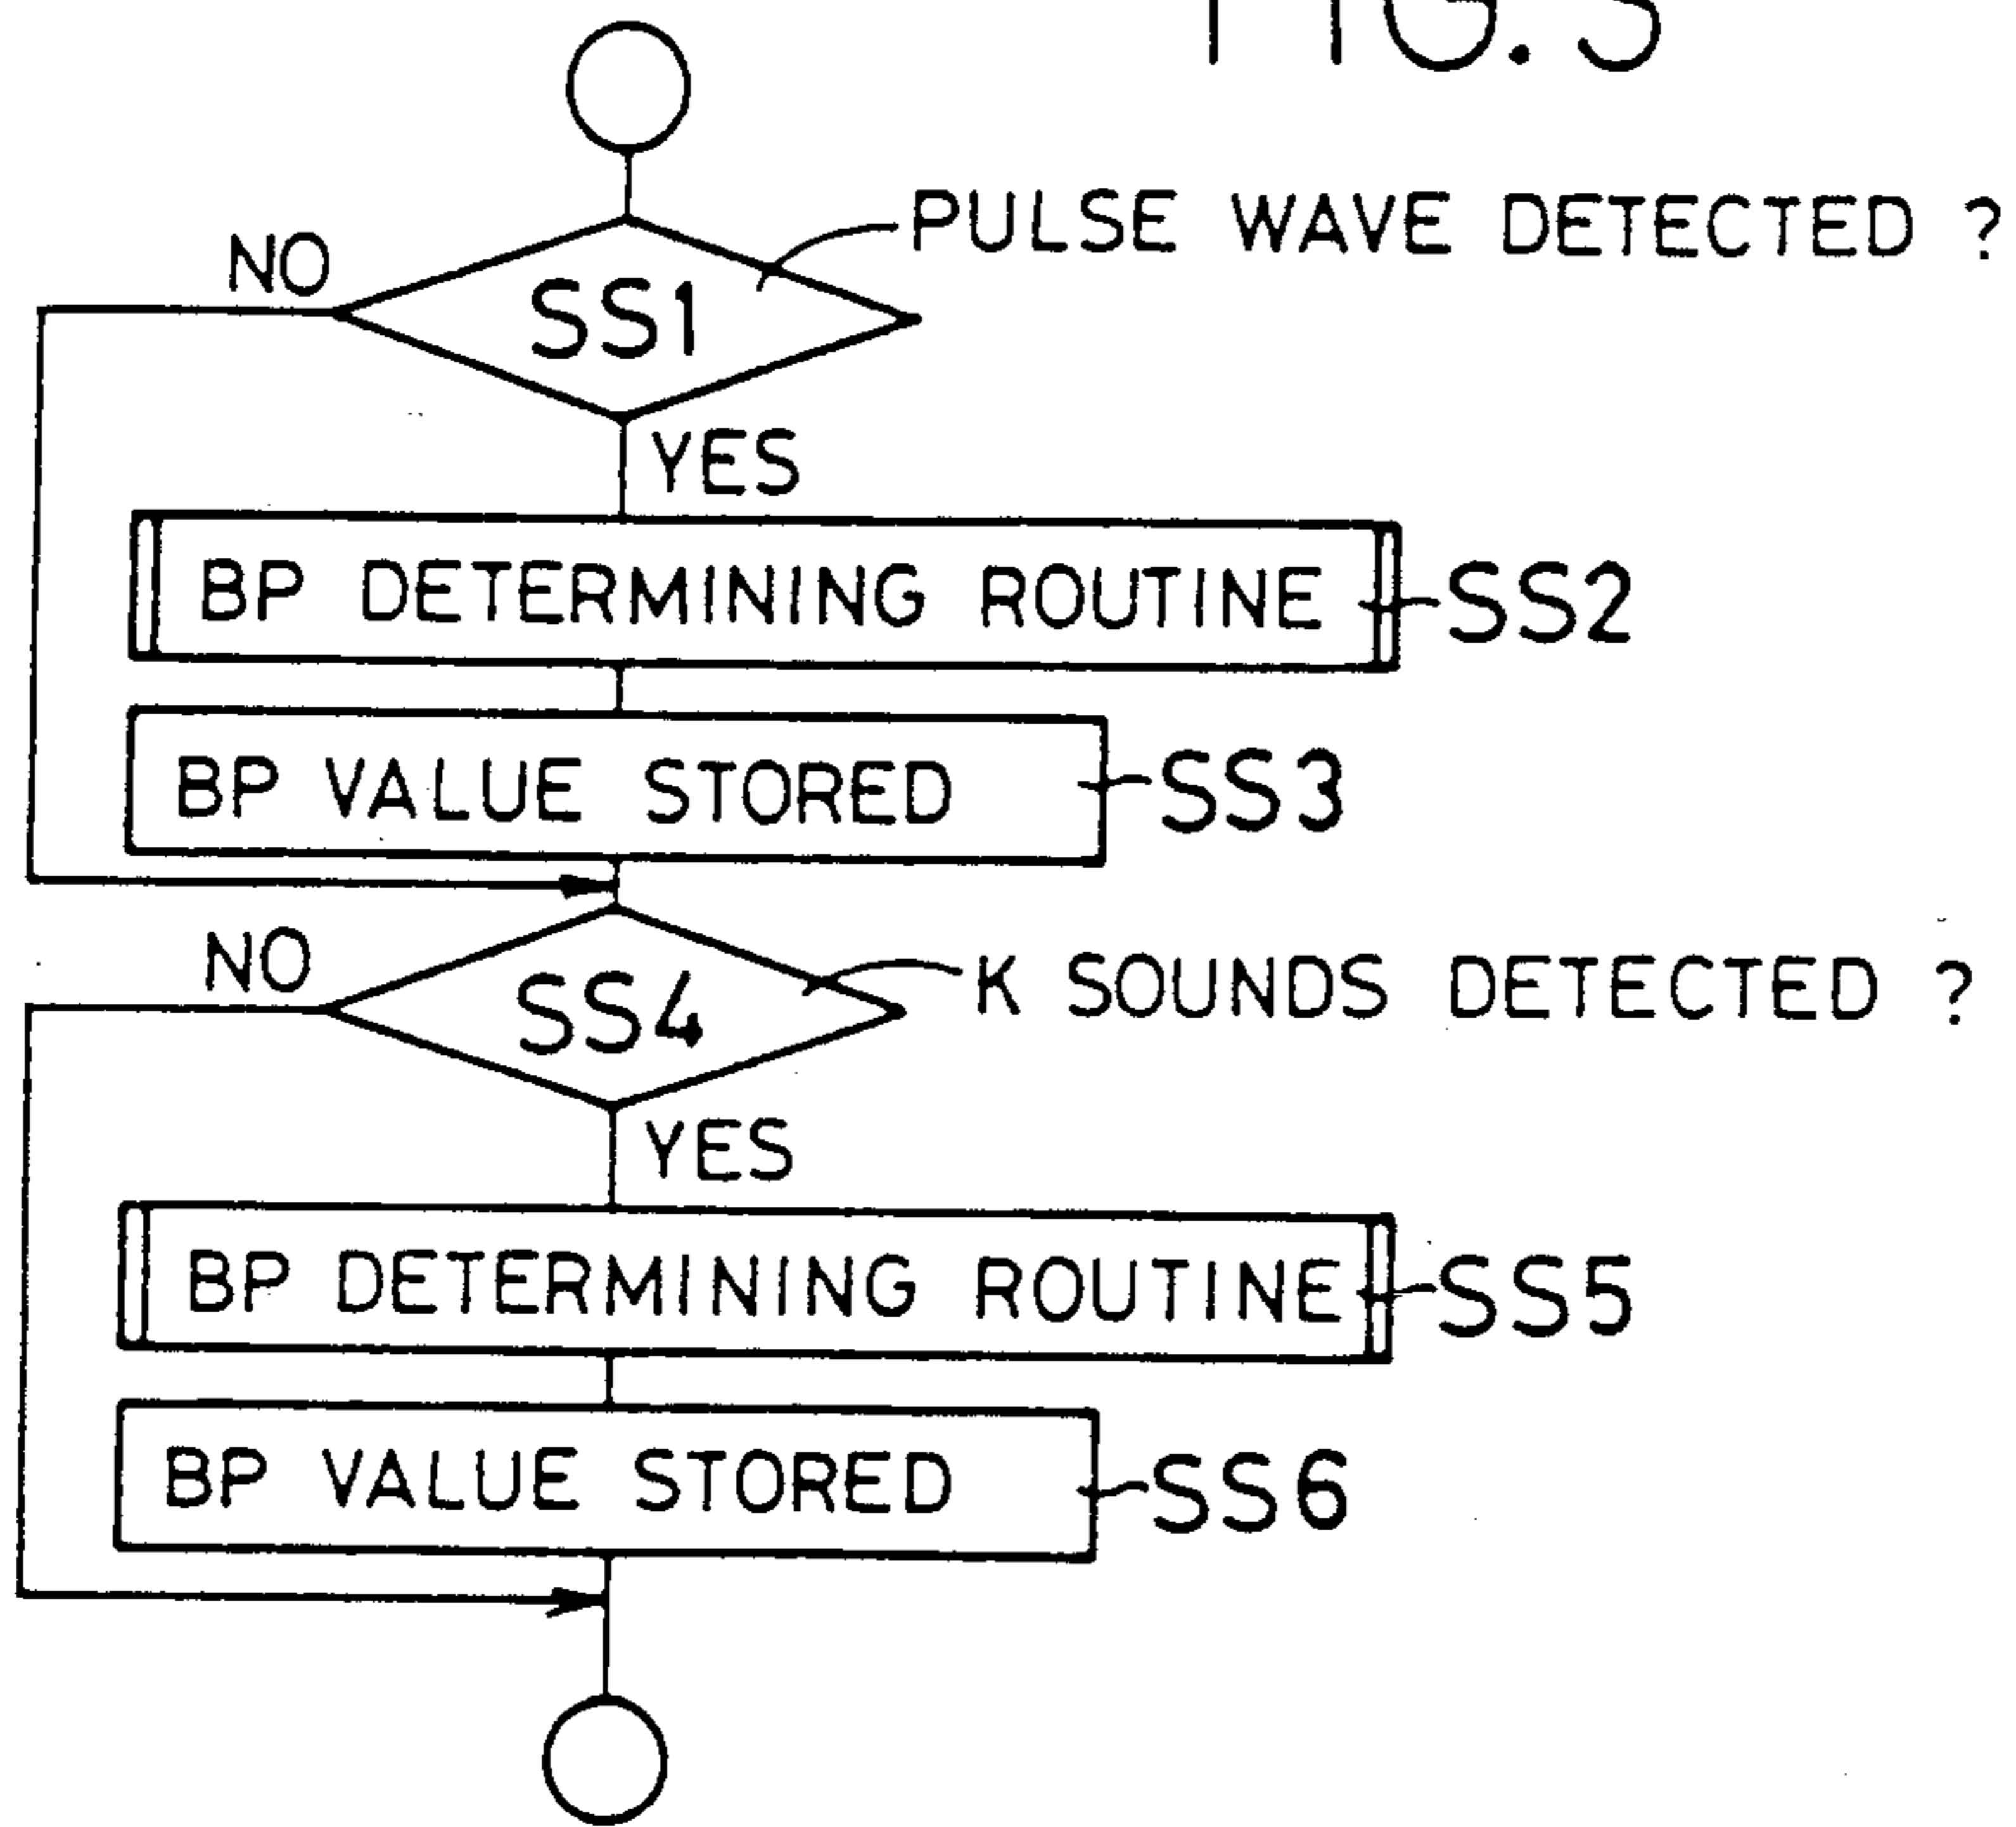 PULSE WAVE DETECTED ?
NO
SS1
YES
BP DETERMINING ROUTINE
SS2
BP VALUE STORED
SS3
NO
SS4
K SOUNDS DETECTED ?
YES
BP DETERMINING ROUTINE
SS5
BP VALUE STORED
SS6